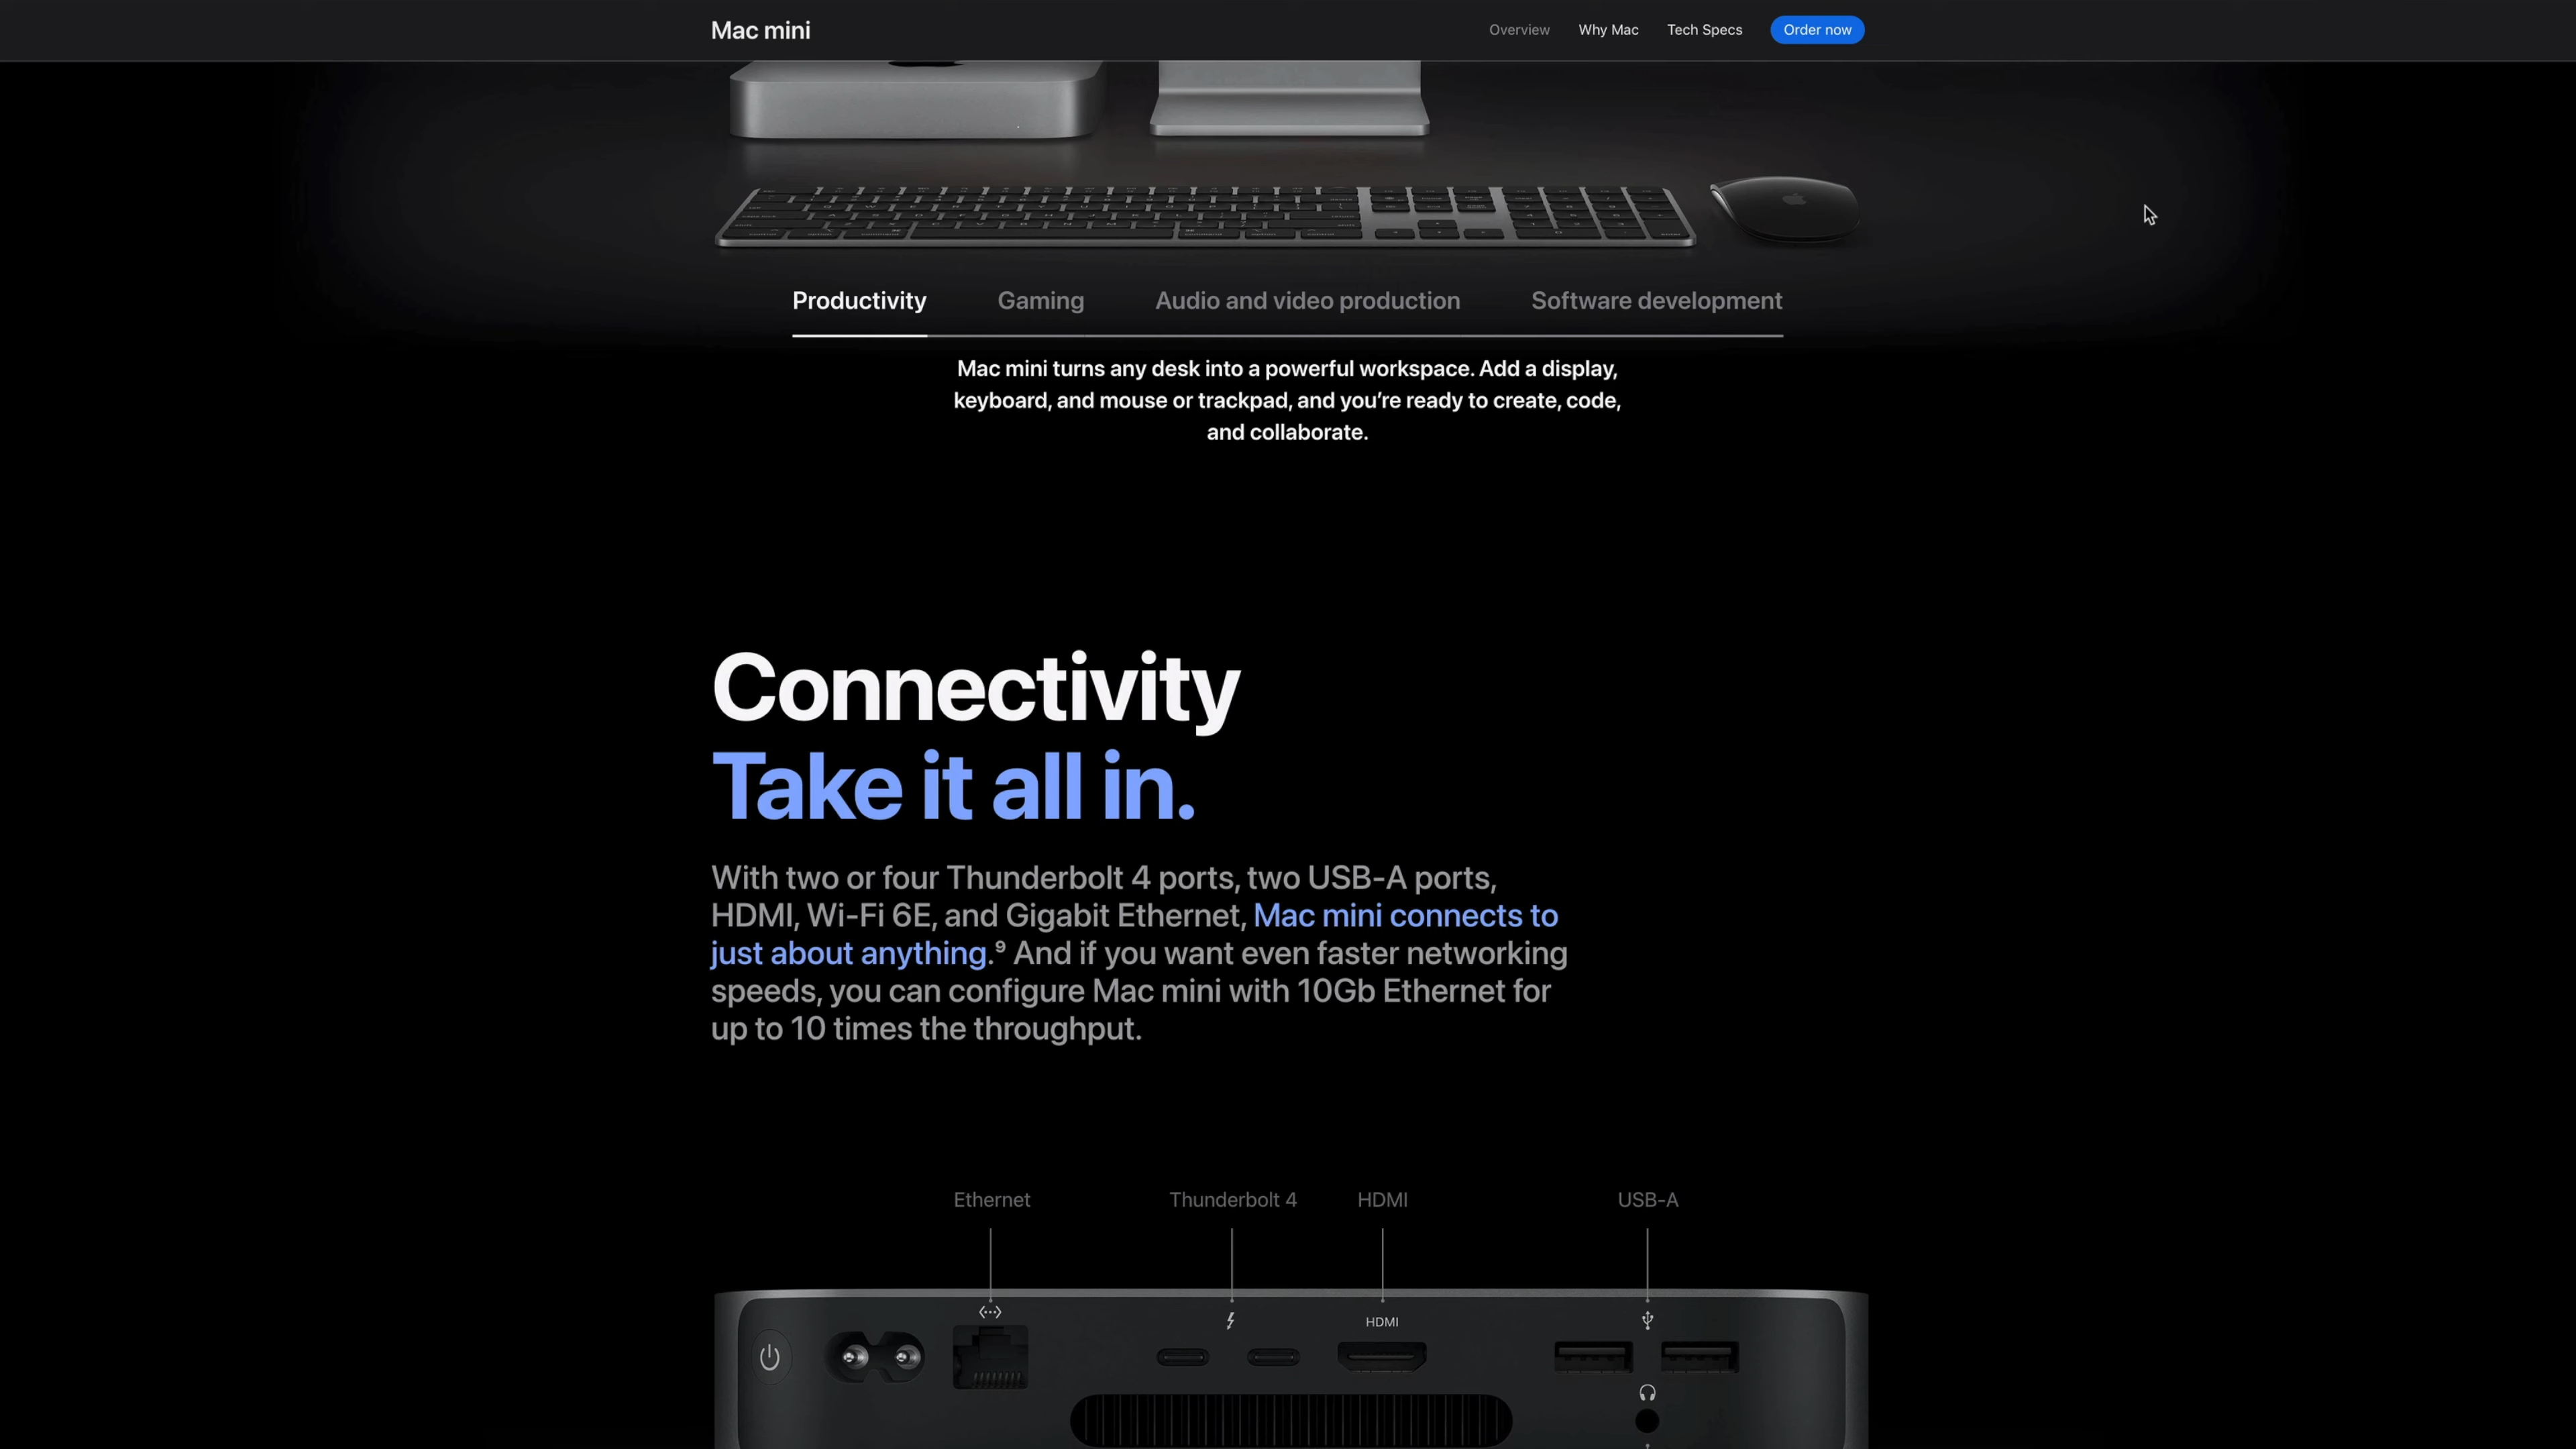 Mac mini
Overview
Why Mac
Tech Specs
Order now
Productivity
Gaming
Audio and video production
Software development
Mac mini turns any desk into a powerful workspace. Add a display,
keyboard, and mouse or trackpad, and you’re ready to create, code,
and collaborate.
Connectivity
Take it all in.
With two or four Thunderbolt 4 ports, two USB-A ports,
HDMI, Wi-Fi 6E, and Gigabit Ethernet, Mac mini connects to
just about anything.⁹ And if you want even faster networking
speeds, you can configure Mac mini with 10Gb Ethernet for
up to 10 times the throughput.
Ethernet
Thunderbolt 4
HDMI
USB-A
HDMI